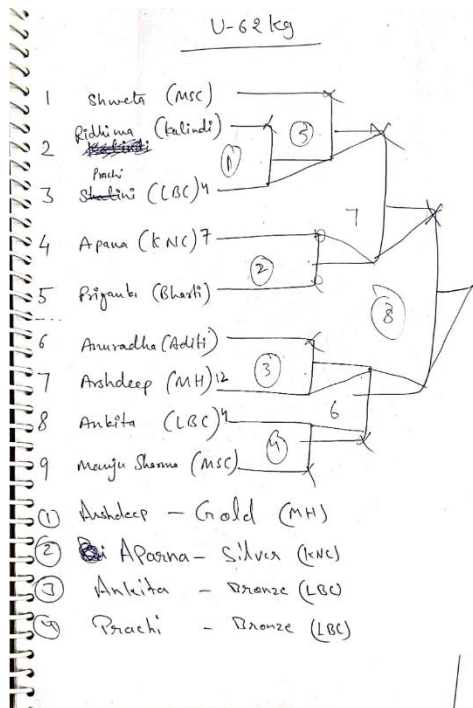 U-62 kg
1 Shweta (MSC)
2 Ridhima (Kalindi)
Prachi
3 Shalini (LBC) 4
4 Apana (KNC) 7
5 Priyanka (Bharti)
6 Anuradha (Aditi)
7 Arshdeep (MH) 12
8 Ankita (LBC) 4
9 Manju Sharma (MSC)
1
5
2
7
3
8
6
4
1 Arshdeep - Gold (MH)
2 Aparna - Silver (KNC)
3 Ankita - Bronze (LBC)
4 Prachi - Bronze (LBC)